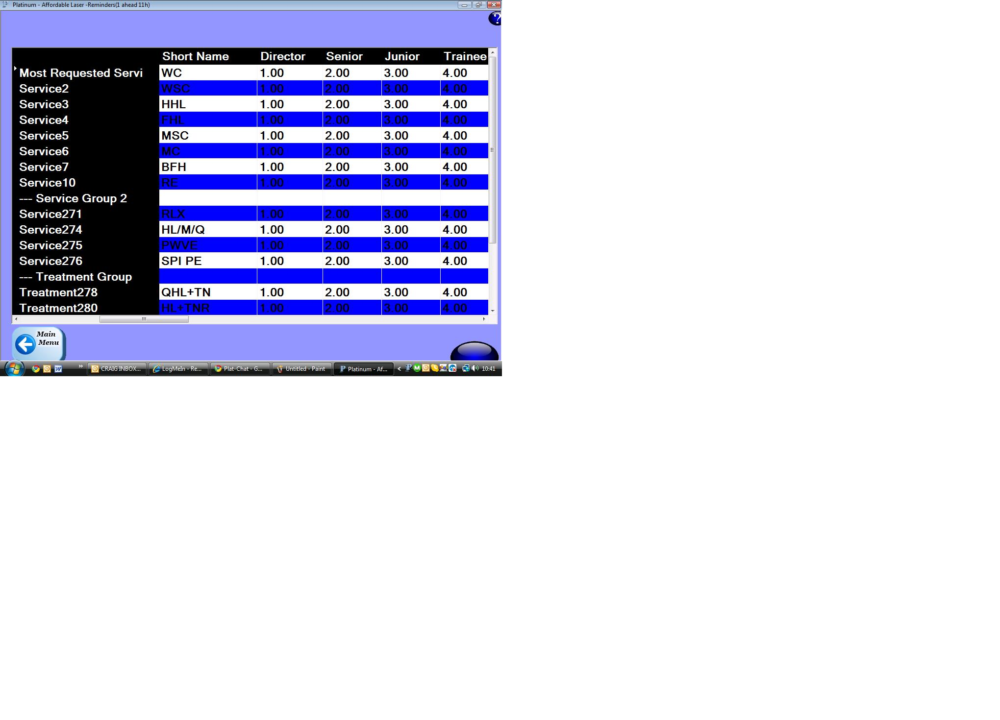 Platinum - Affordable Laser -Reminders(1 ahead 11h)
?
Short Name Director Senior Junior Trainee
Most Requested Servi WC 1.00 2.00 3.00 4.00
Service2 WSC 1.00 2.00 3.00 4.00
Service3 HHL 1.00 2.00 3.00 4.00
Service4 FHL 1.00 2.00 3.00 4.00
Service5 MSC 1.00 2.00 3.00 4.00
Service6 MC 1.00 2.00 3.00 4.00
Service7 BFH 1.00 2.00 3.00 4.00
Service10 RE 1.00 2.00 3.00 4.00
--- Service Group 2
Service271 RLX 1.00 2.00 3.00 4.00
Service274 HL/M/Q 1.00 2.00 3.00 4.00
Service275 PWVE 1.00 2.00 3.00 4.00
Service276 SPI PE 1.00 2.00 3.00 4.00
--- Treatment Group
Treatment278 QHL+TN 1.00 2.00 3.00 4.00
Treatment280 HL+TNR 1.00 2.00 3.00 4.00
Main
Menu
» CRAIG INBOX... LogMeIn - Re... Plat-Chat - G... Untitled - Paint Platinum - Af... < 10:41